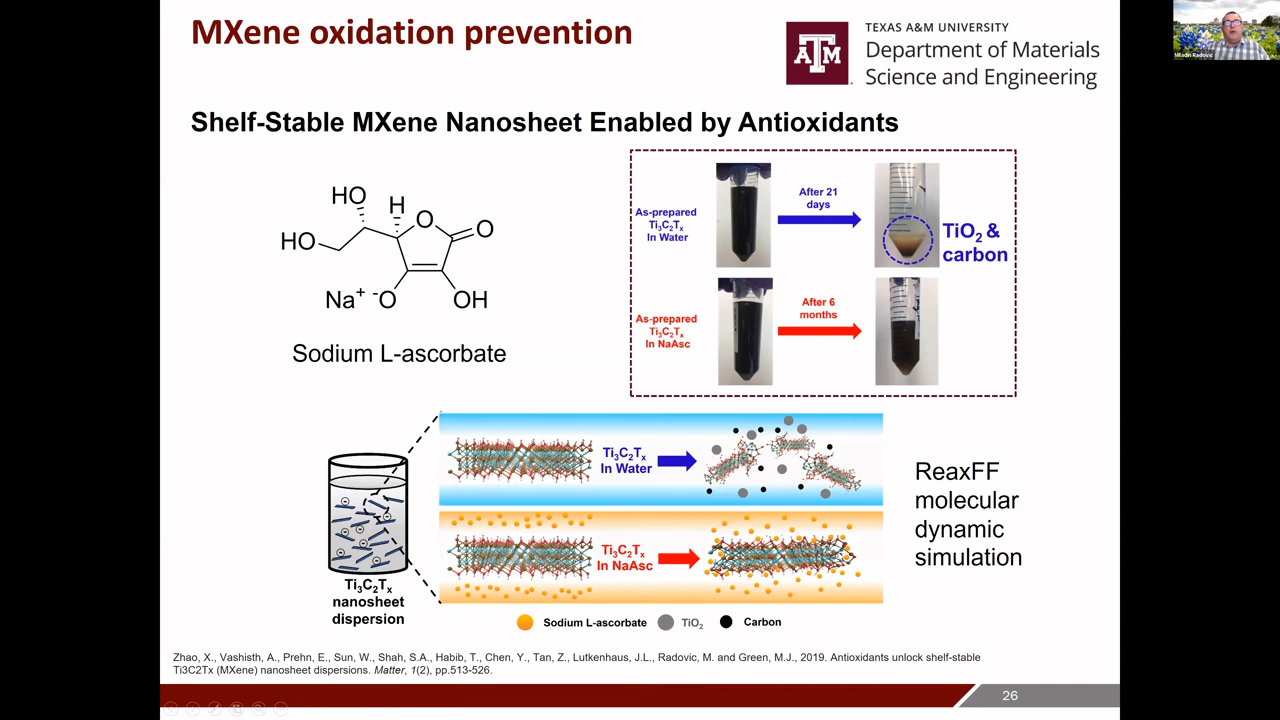 MXene oxidation prevention
ĀM
TEXAS A&M UNIVERSITY
Department of Materials
Science and Engineering
Miladin Radovic
Shelf-Stable MXene Nanosheet Enabled by Antioxidants
HO
H
O
O
HO
Na⁺ ⁻O
OH
Sodium L-ascorbate
As-prepared
Ti₃C₂Tₓ
In Water
After 21
days
TiO₂ &
carbon
As-prepared
Ti₃C₂Tₓ
In NaAsc
After 6
months
Ti₃C₂Tₓ
In Water
Ti₃C₂Tₓ
In NaAsc
ReaxFF
molecular
dynamic
simulation
Ti₃C₂Tₓ
nanosheet
dispersion
Sodium L-ascorbate
TiO₂
Carbon
Zhao, X., Vashisth, A., Prehn, E., Sun, W., Shah, S.A., Habib, T., Chen, Y., Tan, Z., Lutkenhaus, J.L., Radovic, M. and Green, M.J., 2019. Antioxidants unlock shelf-stable
Ti3C2Tx (MXene) nanosheet dispersions. Matter, 1(2), pp.513-526.
26